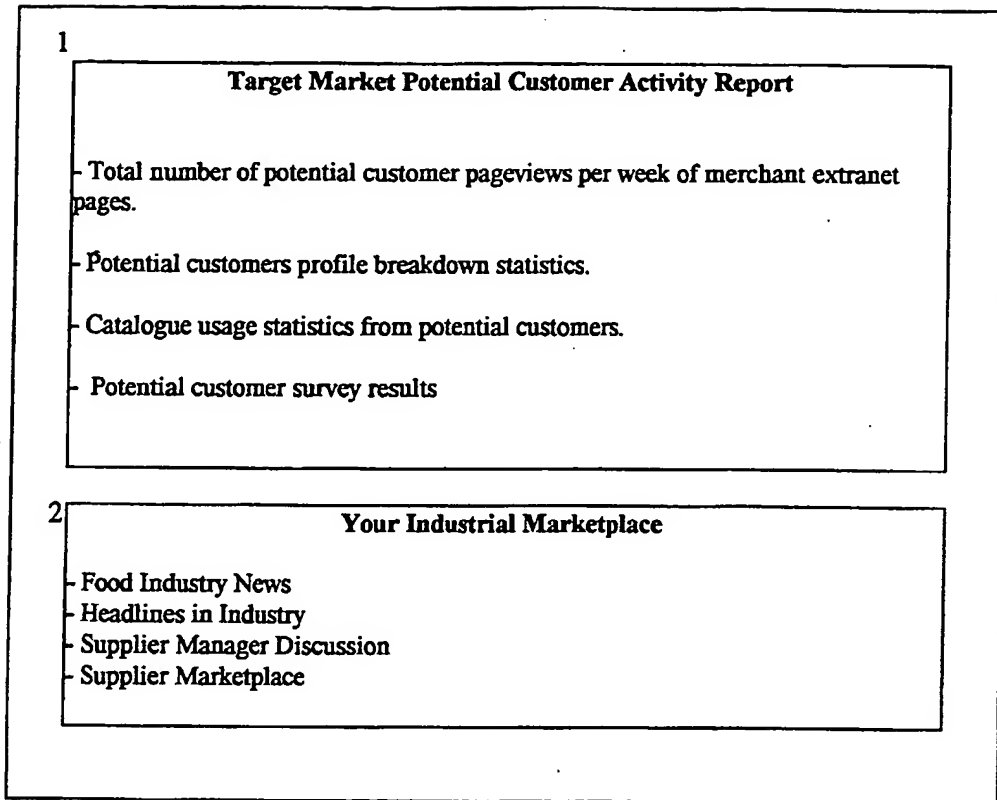 1
Target Market Potential Customer Activity Report
- Total number of potential customer pageviews per week of merchant extranet
pages.
- Potential customers profile breakdown statistics.
- Catalogue usage statistics from potential customers.
- Potential customer survey results
2
Your Industrial Marketplace
- Food Industry News
- Headlines in Industry
- Supplier Manager Discussion
- Supplier Marketplace